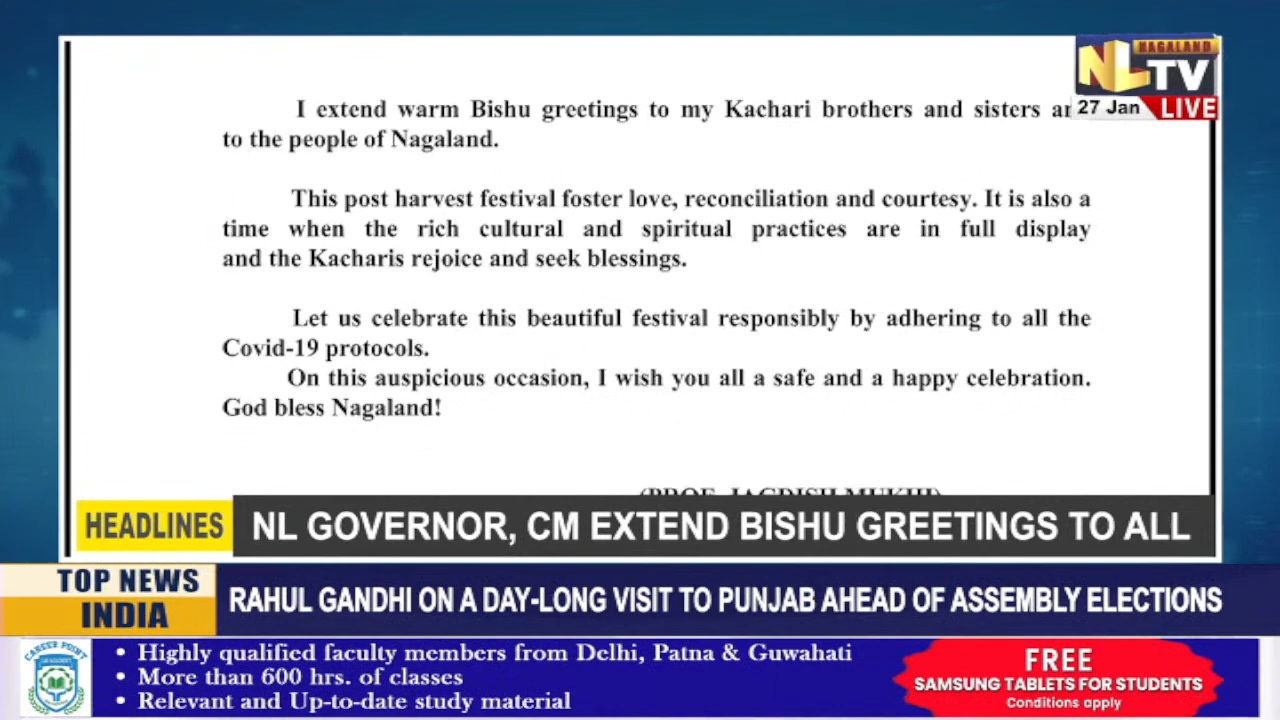 NAGALAND
NLTV
27 Jan LIVE
I extend warm Bishu greetings to my Kachari brothers and sisters
to the people of Nagaland.
This post harvest festival foster love, reconciliation and courtesy. It is also a
time when the rich cultural and spiritual practices are in full display
and the Kacharis rejoice and seek blessings.
Let us celebrate this beautiful festival responsibly by adhering to all the
Covid-19 protocols.
On this auspicious occasion, I wish you all a safe and a happy celebration.
God bless Nagaland!
(PROF. JAGDISH MUKHI)
HEADLINES NL GOVERNOR, CM EXTEND BISHU GREETINGS TO ALL
TOP NEWS
INDIA
RAHUL GANDHI ON A DAY-LONG VISIT TO PUNJAB AHEAD OF ASSEMBLY ELECTIONS
CAREER POINT
• Highly qualified faculty members from Delhi, Patna & Guwahati
• More than 600 hrs. of classes
• Relevant and Up-to-date study material
FREE
SAMSUNG TABLETS FOR STUDENTS
Conditions apply